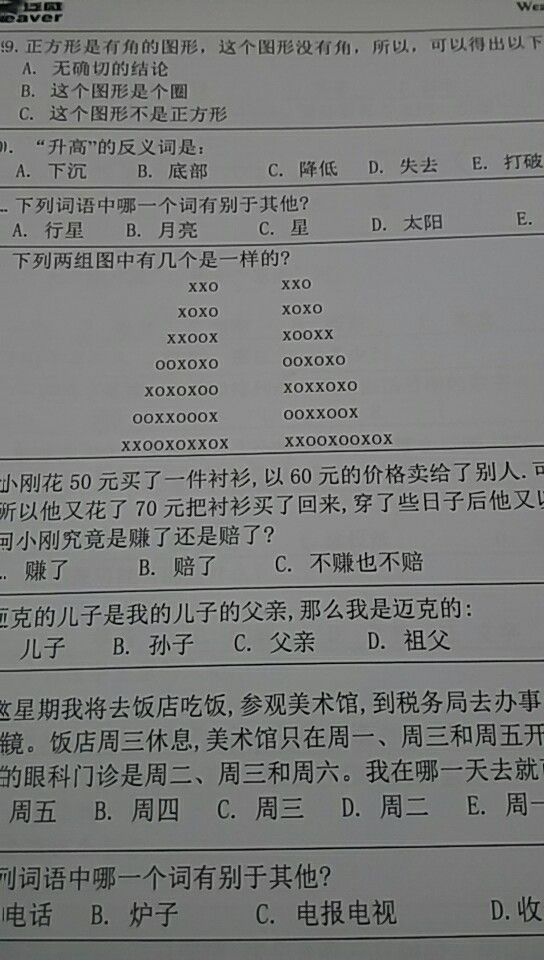 eaver
We
9. 正方形是有角的图形，这个图形没有角，所以，可以得出以下
A. 无确切的结论
B. 这个图形是个圈
C. 这个图形不是正方形
. “升高”的反义词是：
A. 下沉 B. 底部 C. 降低 D. 失去 E. 打破
下列词语中哪一个词有别于其他？
A. 行星 B. 月亮 C. 星 D. 太阳 E.
下列两组图中有几个是一样的？
xxo xxo
xoxo xoxo
xxoox xooxx
ooxoxo ooxoxo
xoxoxoo xoxxoxo
ooxxooox ooxxoox
xxooxoxxox xxooxooxox
小刚花 50 元买了一件衬衫,以 60 元的价格卖给了别人.可
所以他又花了 70 元把衬衫买了回来,穿了些日子后他又以
问小刚究竟是赚了还是赔了?
. 赚了 B. 赔了 C. 不赚也不赔
克的儿子是我的儿子的父亲,那么我是迈克的:
儿子 B. 孙子 C. 父亲 D. 祖父
这星期我将去饭店吃饭,参观美术馆,到税务局去办事
镜。饭店周三休息,美术馆只在周一、周三和周五开
的眼科门诊是周二、周三和周六。我在哪一天去就
周五 B. 周四 C. 周三 D. 周二 E. 周一
列词语中哪一个词有别于其他?
电话 B. 炉子 C. 电报电视 D.收